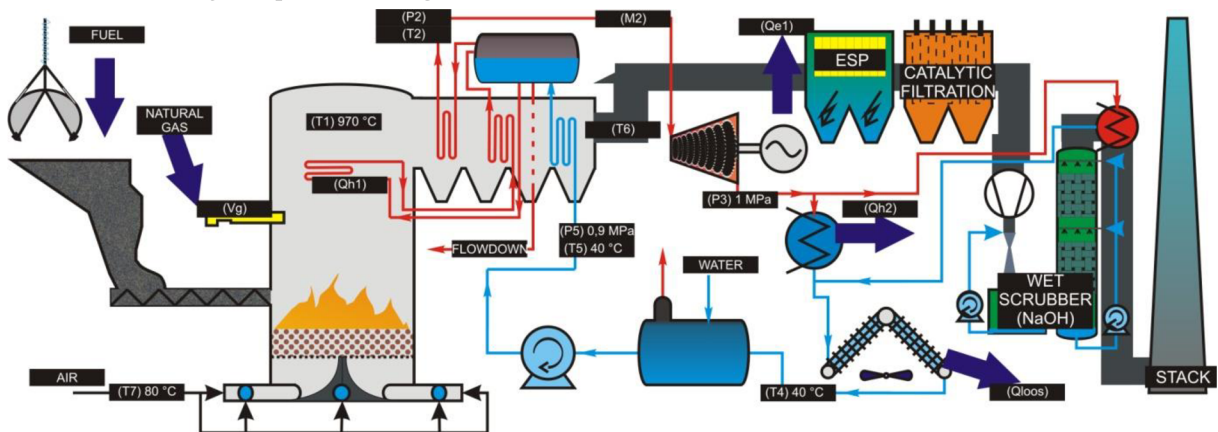 FUEL
NATURAL
GAS
(Vg)
(T1) 970 °C
(Qh1)
(P2)
(T2)
(M2)
(T6)
(Qe1)
ESP
CATALYTIC
FILTRATION
(P3) 1 MPa
(Qh2)
FLOWDOWN
(P5) 0,9 MPa
(T5) 40 °C
WATER
WET
SCRUBBER
(NaOH)
AIR
(T7) 80 °C
(T4) 40 °C
(Qloos)
STACK